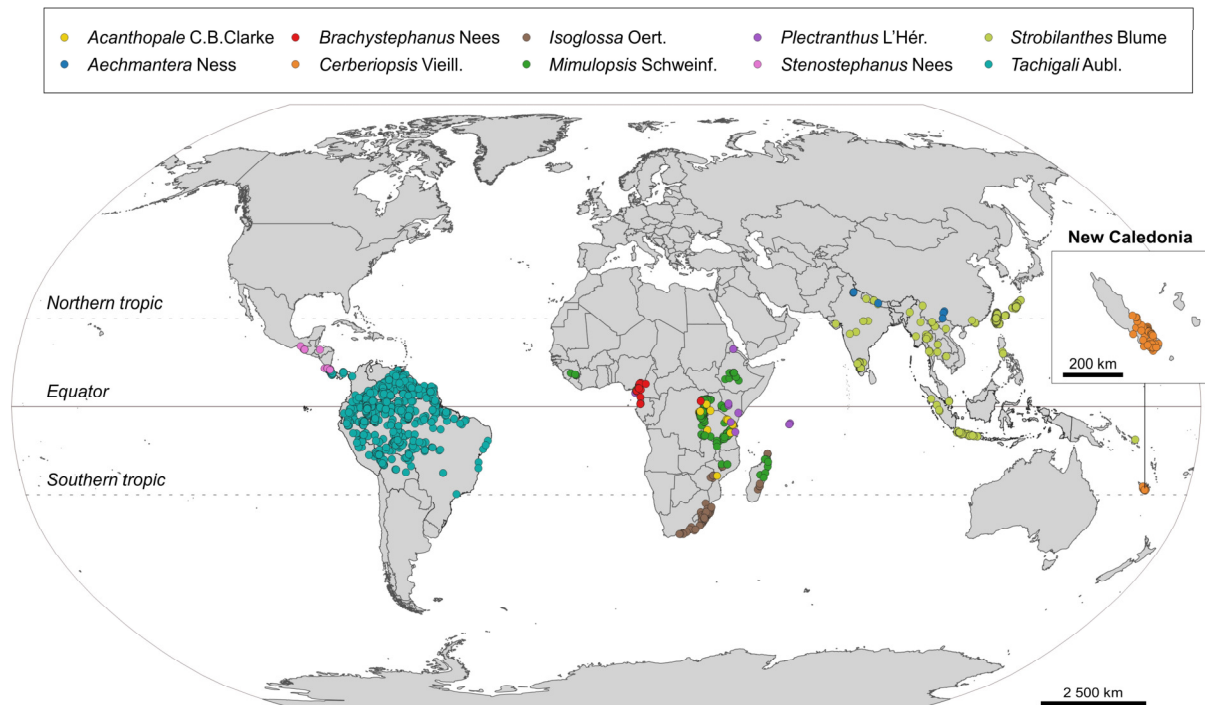 Acanthopale C.B.Clarke Brachystephanus Nees Isoglossa Oert. Plectranthus L'Hér. Strobilanthes Blume
Aechmantera Ness Cerberiopsis Vieill. Mimulopsis Schweinf. Stenostephanus Nees Tachigali Aubl.
New Caledonia
200 km
Northern tropic
Equator
Southern tropic
2 500 km